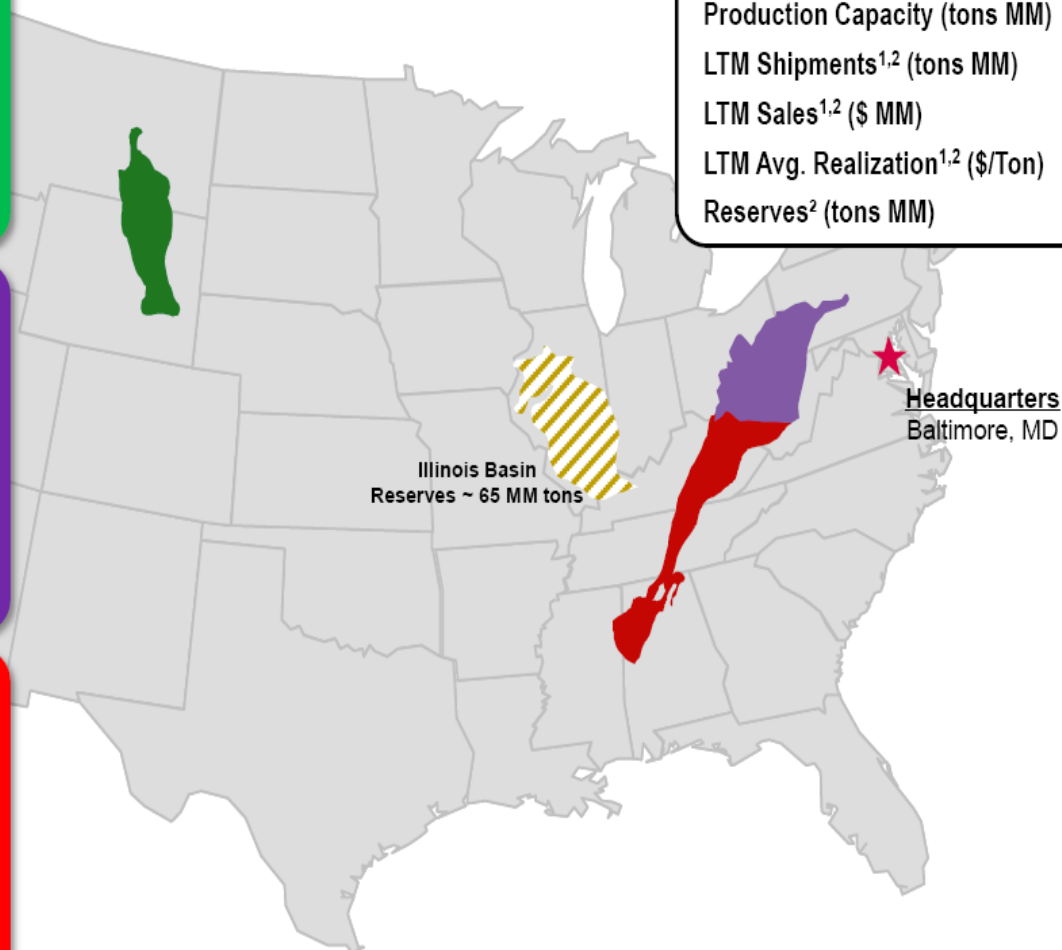 Production Capacity (tons MM)
LTM Shipments¹,² (tons MM)
LTM Sales¹,² ($ MM)
LTM Avg. Realization¹,² ($/Ton)
Reserves² (tons MM)
Headquarters
Baltimore, MD
Illinois Basin
Reserves ~ 65 MM tons